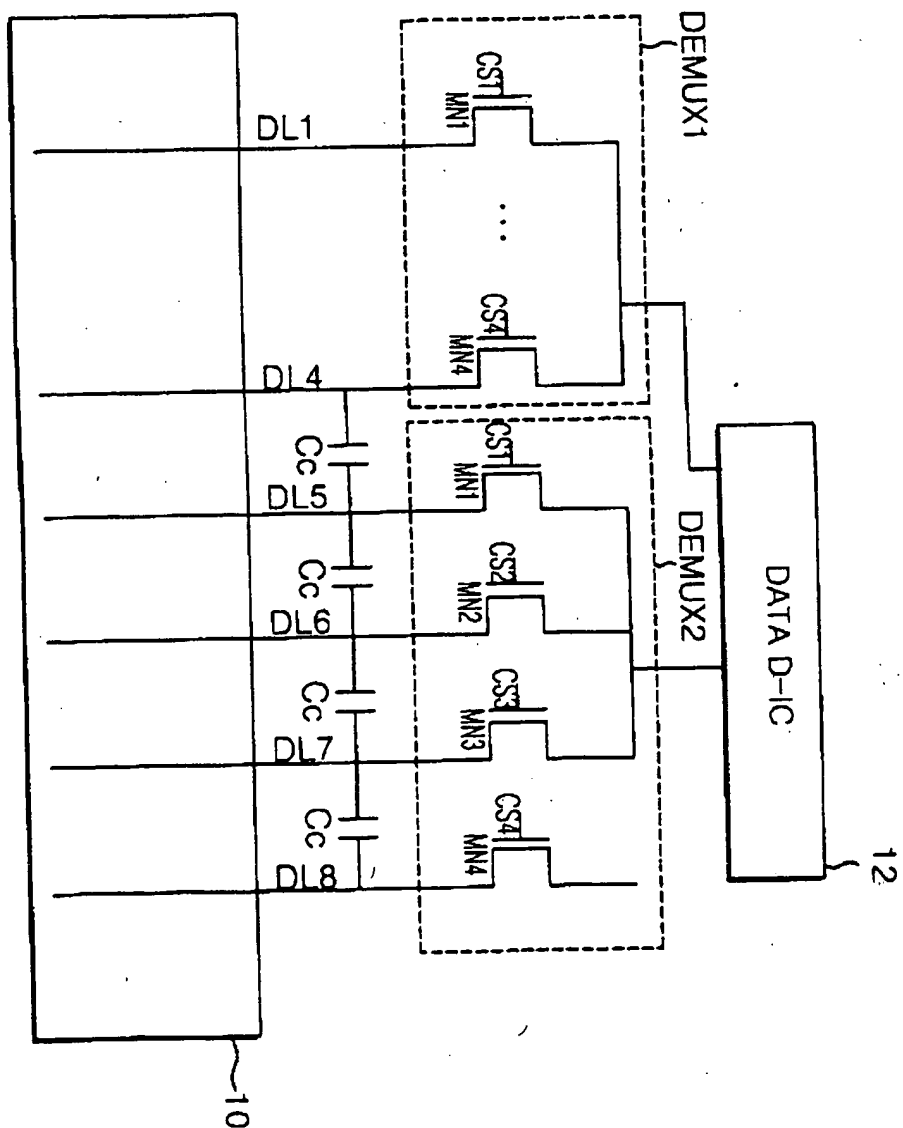 DATA D-IC
12
DEMUX1
DEMUX2
CS1
MN1
...
CS4
MN4
CS1
MN1
CS2
MN2
CS3
MN3
CS4
MN4
DL1
DL4
Cc
DL5
Cc
DL6
Cc
DL7
Cc
DL8
10